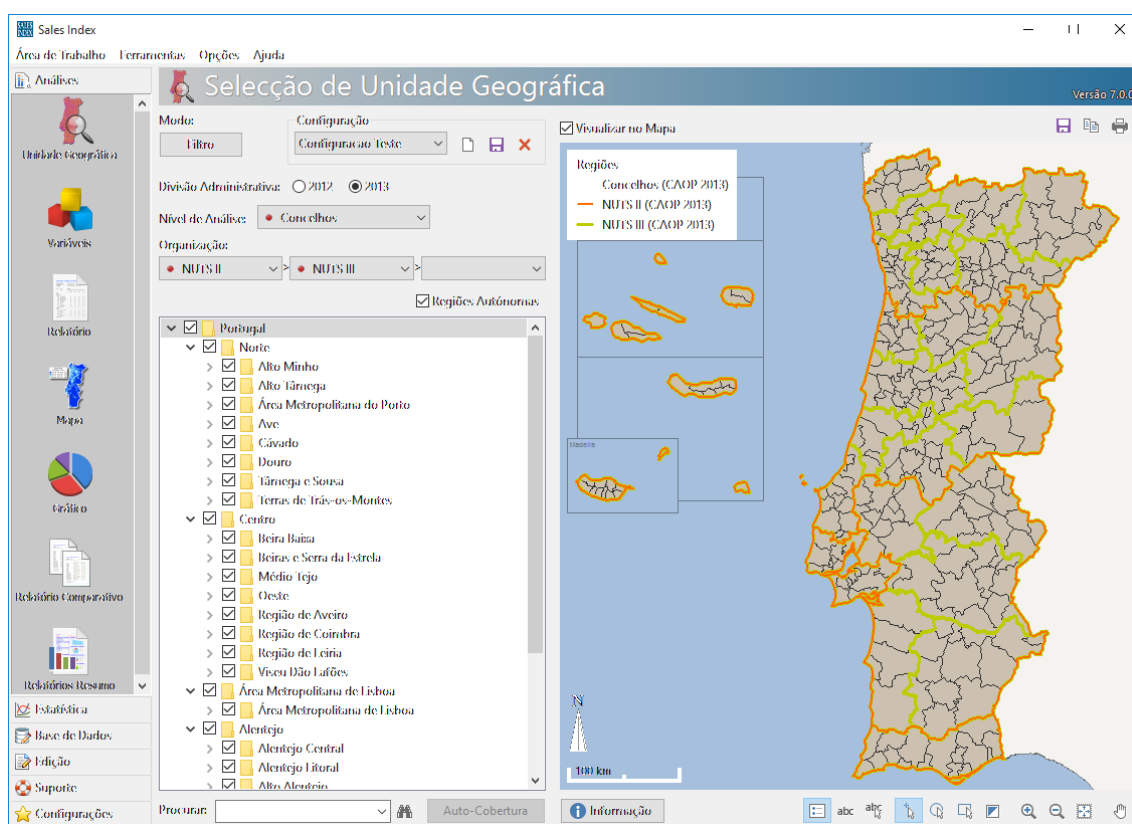 SALES INDEX
Sales Index
Área de Trabalho Ferramentas Opções Ajuda
Análises
Selecção de Unidade Geográfica
Versão 7.0.0
Unidade Geográfica
Variáveis
Relatório
Mapa
Gráfico
Relatório Comparativo
Relatórios Resumo
Estatística
Base de Dados
Edição
Suporte
Configurações
Modo:
Filtro
Configuração
Configuracao Teste
Divisão Administrativa: 2012 2013
Nível de Análise: Concelhos
Organização:
NUTS II > NUTS III >
Regiões Autónomas
Portugal
Norte
Alto Minho
Alto Tâmega
Área Metropolitana do Porto
Ave
Cávado
Douro
Tâmega e Sousa
Terras de Trás-os-Montes
Centro
Beira Baixa
Beiras e Serra da Estrela
Médio Tejo
Oeste
Região de Aveiro
Região de Coimbra
Região de Leiria
Viseu Dão Lafões
Área Metropolitana de Lisboa
Área Metropolitana de Lisboa
Alentejo
Alentejo Central
Alentejo Litoral
Alto Alentejo
Procurar: Auto-Cobertura
Visualizar no Mapa
Regiões
Concelhos (CAOP 2013)
NUTS II (CAOP 2013)
NUTS III (CAOP 2013)
Madeira
N
100 km
Informação
abc
abc